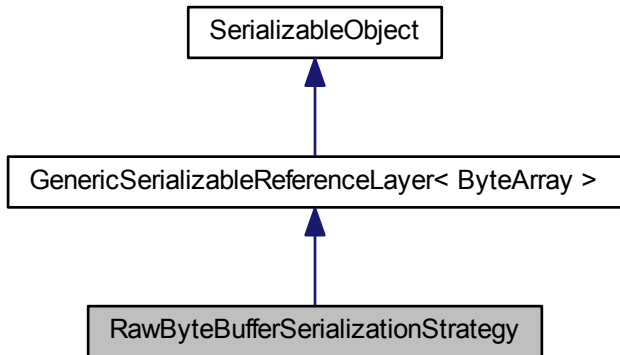 SerializableObject
GenericSerializableReferenceLayer< ByteArray >
RawByteBufferSerializationStrategy